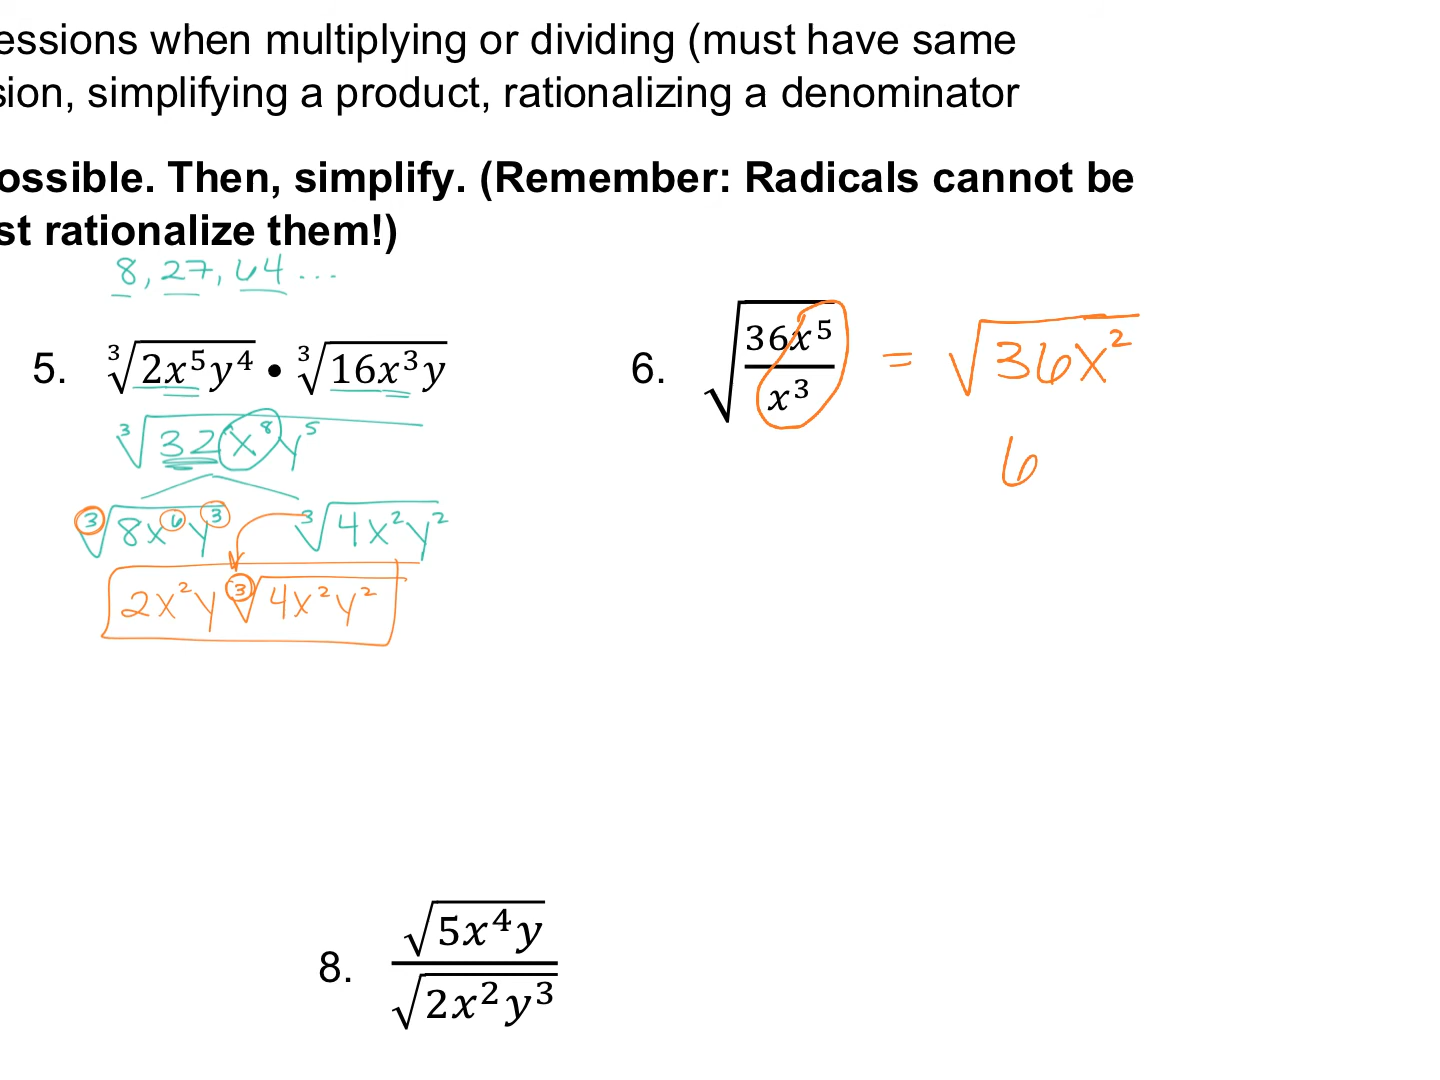 essions when multiplying or dividing (must have same
sion, simplifying a product, rationalizing a denominator
ossible. Then, simplify. (Remember: Radicals cannot be
st rationalize them!)
8, 27, 64 ...
5. ∛(2x⁵y⁴) • ∛(16x³y)
∛(32x⁸y⁵)
∛(8x⁶y³) ∛(4x²y²)
2x²y ∛(4x²y²)
6. √(36x⁵/x³) = √(36x²)
6
8. √(5x⁴y)/√(2x²y³)